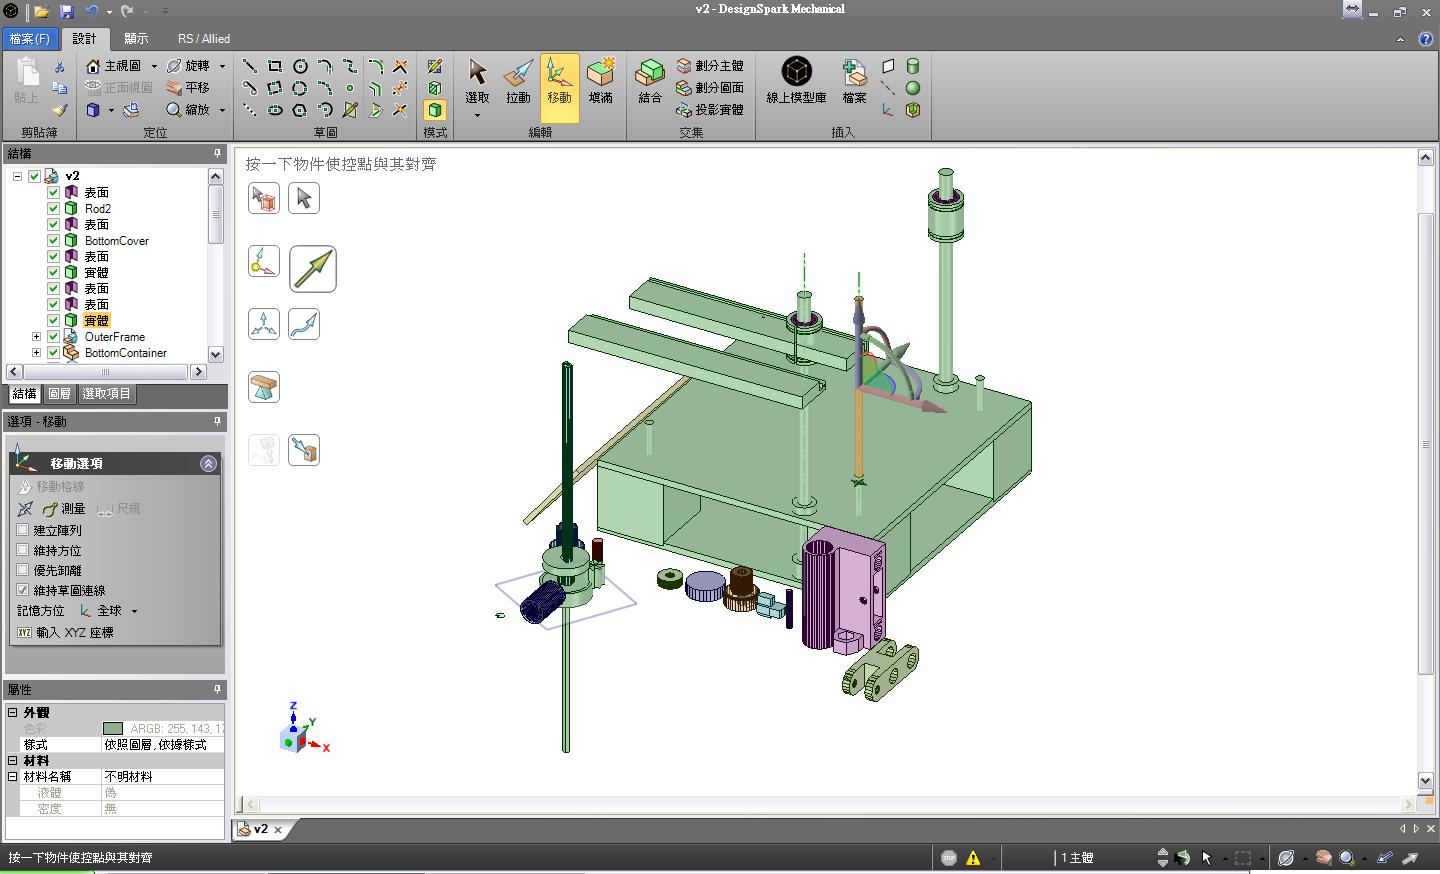 v2 - DesignSpark Mechanical
檔案(F)
設計
顯示
RS / Allied
貼上
剪貼簿
主視圖
旋轉
正面視圖
平移
縮放
定位
草圖
模式
選取
拉動
移動
填滿
編輯
結合
劃分主體
劃分圖面
投影實體
交集
線上模型庫
檔案
插入
結構
v2
表面
Rod2
表面
BottomCover
表面
實體
表面
表面
實體
OuterFrame
BottomContainer
結構
圖層
選取項目
選項 - 移動
移動選項
移動格線
測量
尺規
建立陣列
維持方位
優先卸離
維持草圖連線
記憶方位
全球
XYZ 輸入 XYZ 座標
屬性
外觀
色彩
ARGB: 255, 143, 17
樣式
依照圖層,依據樣式
材料
材料名稱
不明材料
液體
偽
密度
無
按一下物件使控點與其對齊
Z
Y
X
v2
按一下物件使控點與其對齊
STOP
1 主體